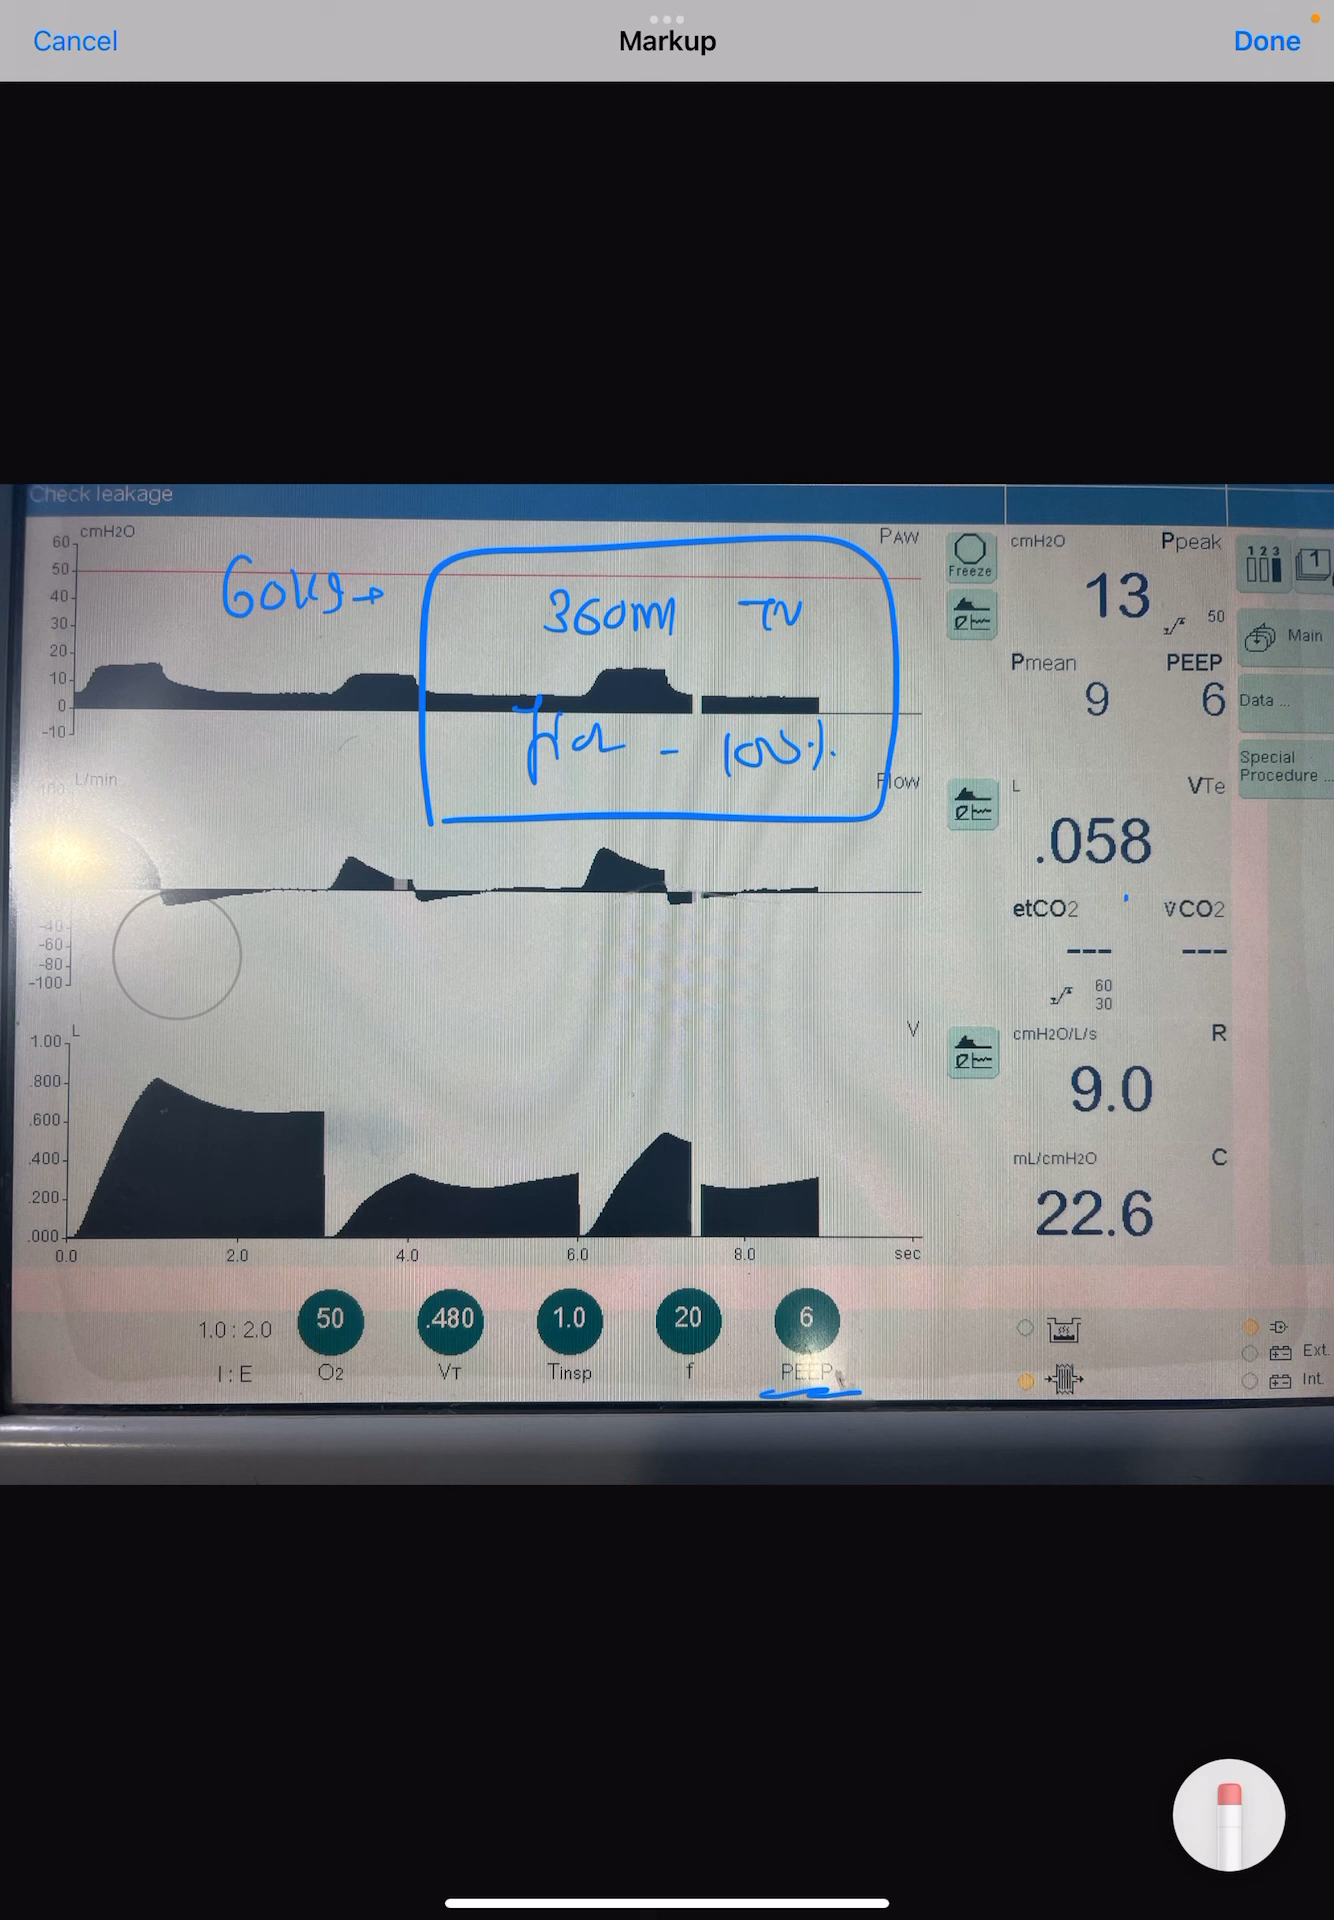 Cancel Markup Done
Check leakage
cmH2O PAW
60
50
40
30
20
10
0
-10
60kg →
360ml TV
FiO2 - 100%
Freeze
cmH2O Ppeak
13
50
Pmean PEEP
9 6
1 2 3 1
Main
Data ...
Special
Procedure ...
L/min Flow
100
-40
-60
-80
-100
L VTe
.058
etCO2 V̇CO2
--- ---
60
30
L V
1.00
.800
.600
.400
.200
.000
0.0 2.0 4.0 6.0 8.0 sec
cmH2O/L/s R
9.0
mL/cmH2O C
22.6
1.0 : 2.0 50 .480 1.0 20 6
I : E O2 VT Tinsp f PEEP
Ext.
Int.